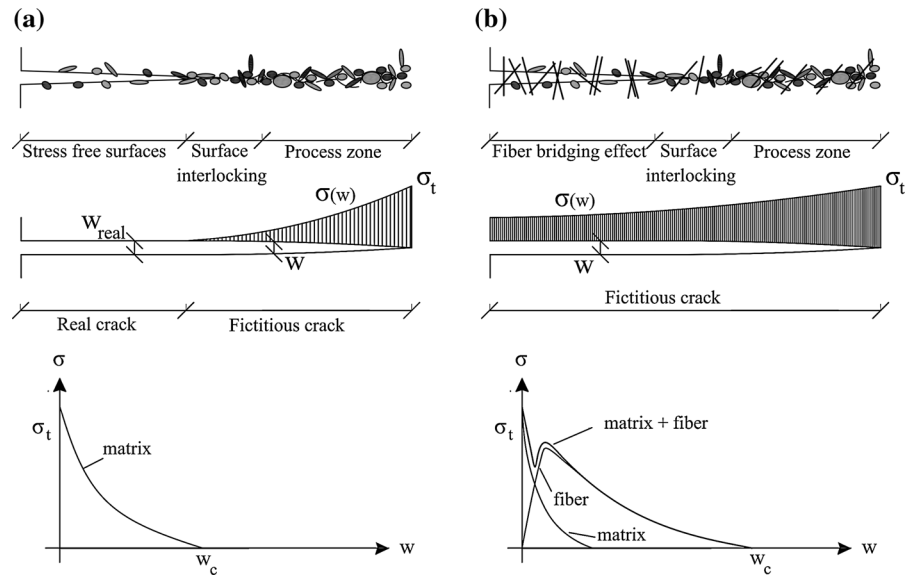 (a)
Stress free surfaces
Surface
interlocking
Process zone
σ(w)
σt
wreal
w
Real crack
Fictitious crack
σ
σt
matrix
wc
w
(b)
Fiber bridging effect
Surface
interlocking
Process zone
σ(w)
σt
w
Fictitious crack
σ
σt
matrix + fiber
fiber
matrix
wc
w